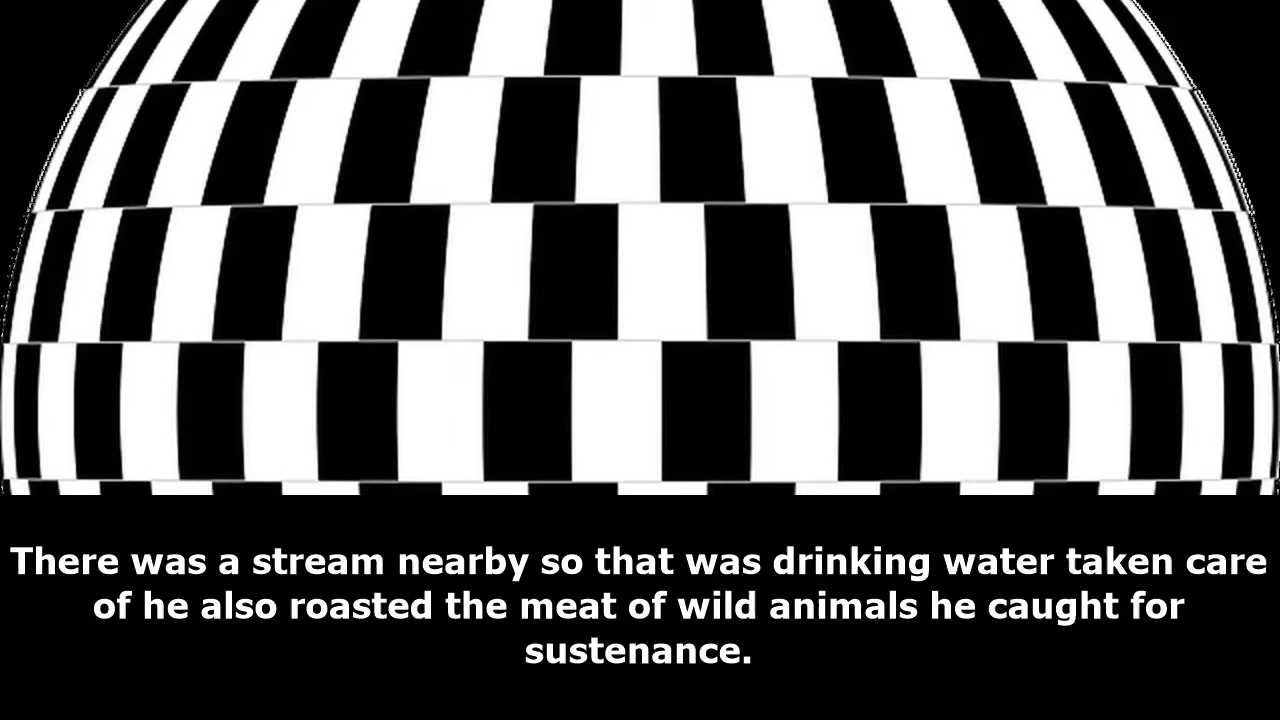 There was a stream nearby so that was drinking water taken care
of he also roasted the meat of wild animals he caught for
sustenance.